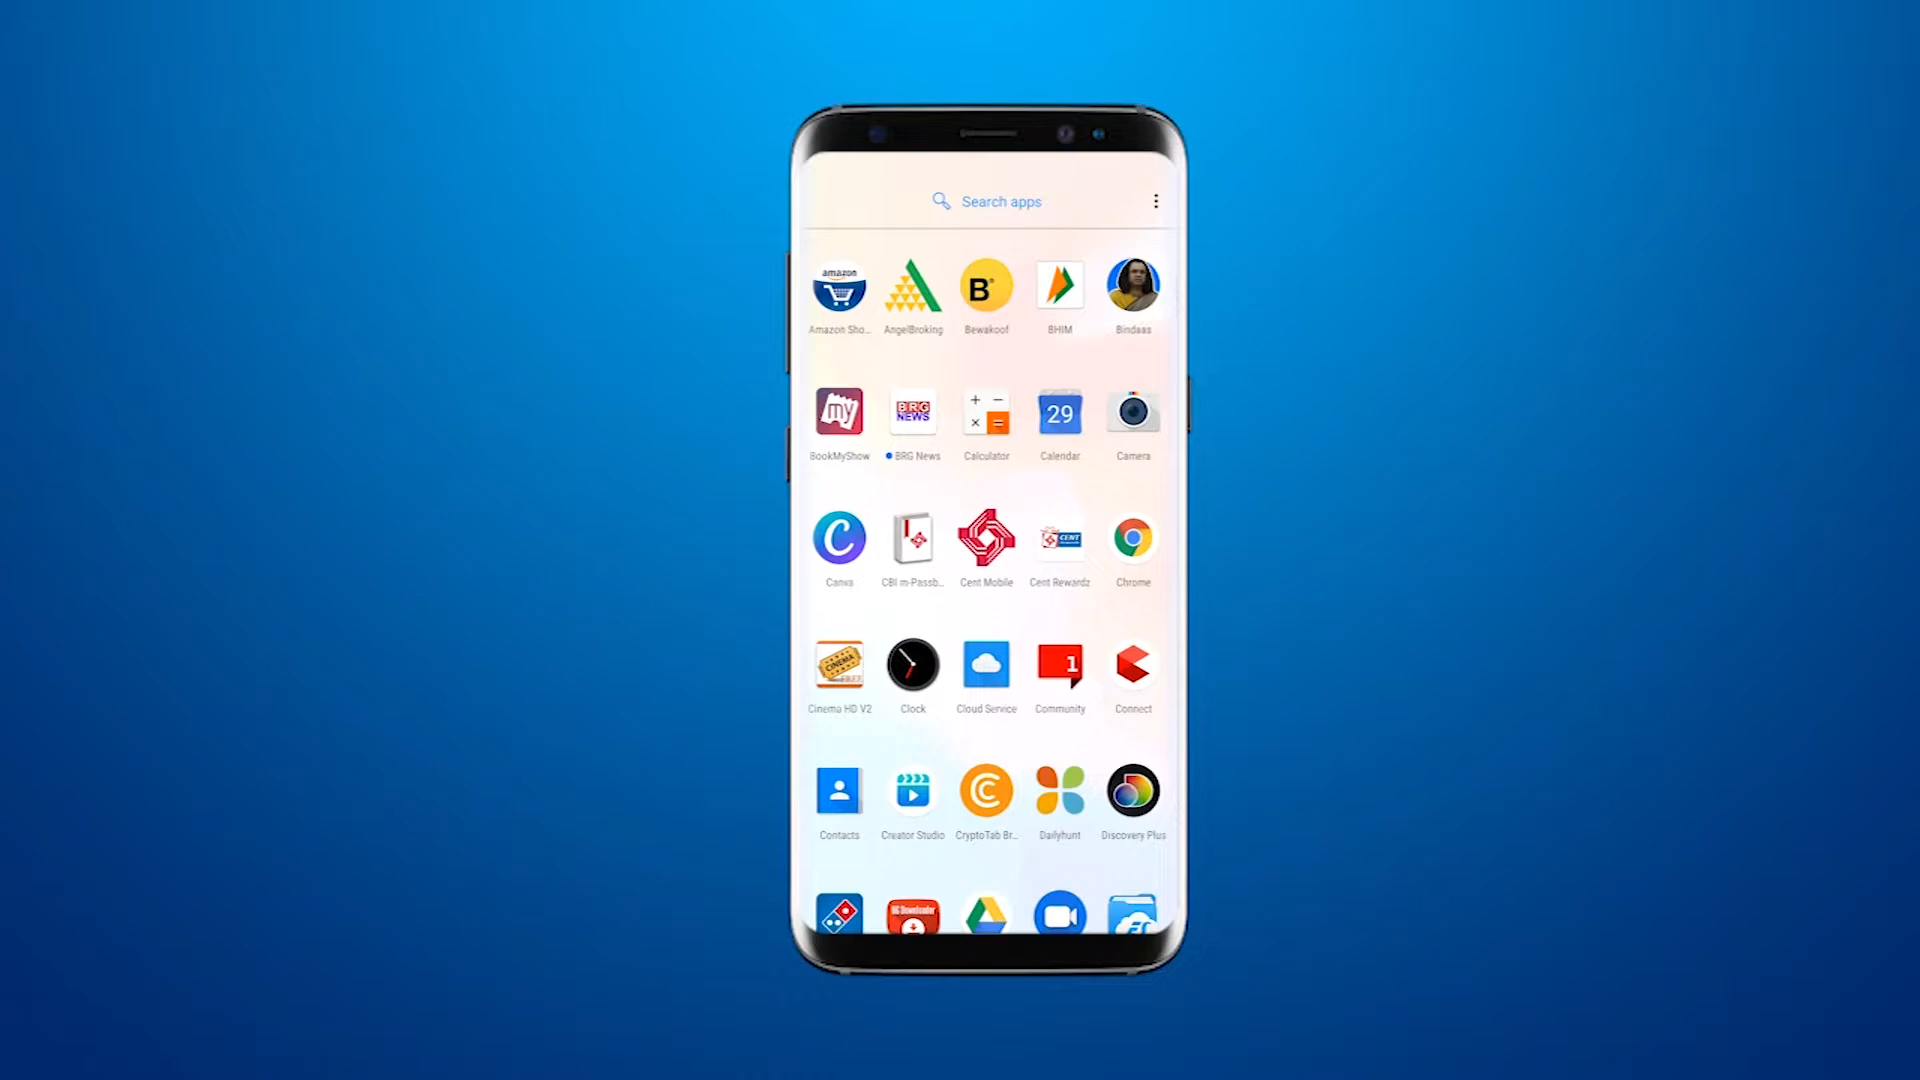 Search apps
amazon
B
Amazon Sho...
AngelBroking
Bewakoof
BHIM
Bindaas
my
BRG
NEWS
+ −
× =
29
BookMyShow
BRG News
Calculator
Calendar
Camera
C
CENT
Canva
CBI m-Passb...
Cent Mobile
Cent Rewardz
Chrome
CINEMA
1
Cinema HD V2
Clock
Cloud Service
Community
Connect
Contacts
Creator Studio
CryptoTab Br...
Dailyhunt
Discovery Plus
Downloader